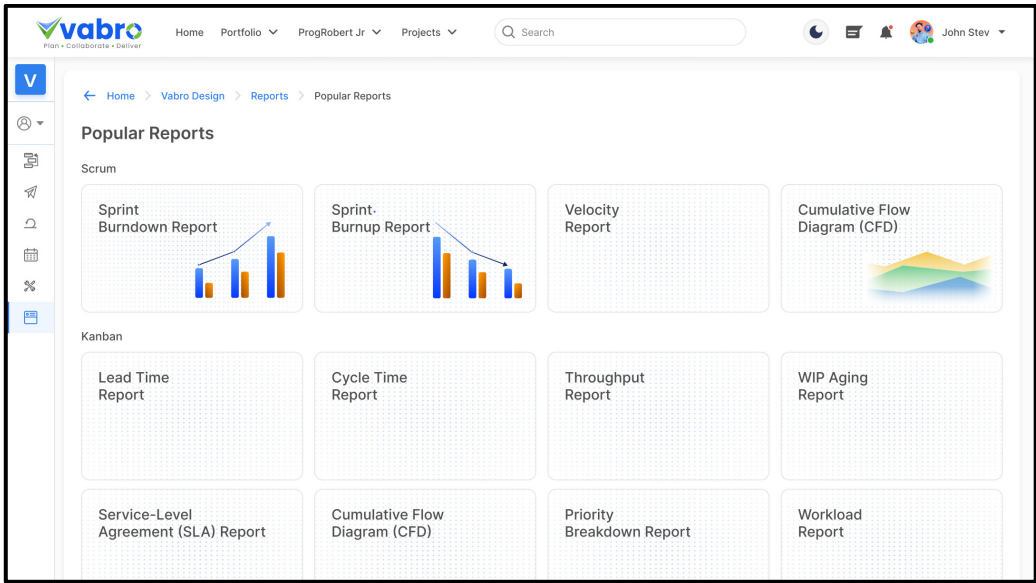 vabro
Plan • Collaborate • Deliver
Home Portfolio ProgRobert Jr Projects Search John Stev
V
Home > Vabro Design > Reports > Popular Reports
Popular Reports
Scrum
Sprint
Burndown Report
Sprint
Burnup Report
Velocity
Report
Cumulative Flow
Diagram (CFD)
Kanban
Lead Time
Report
Cycle Time
Report
Throughput
Report
WIP Aging
Report
Service-Level
Agreement (SLA) Report
Cumulative Flow
Diagram (CFD)
Priority
Breakdown Report
Workload
Report